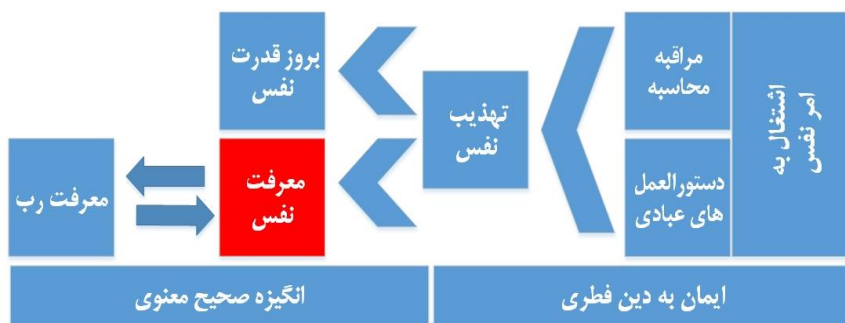 اشتغال به
امر نفس
مراقبه
محاسبه
دستورالعمل
های عبادی
تهذیب
نفس
بروز قدرت
نفس
معرفت
نفس
معرفت رب
ایمان به دین فطری
انگیزه صحیح معنوی